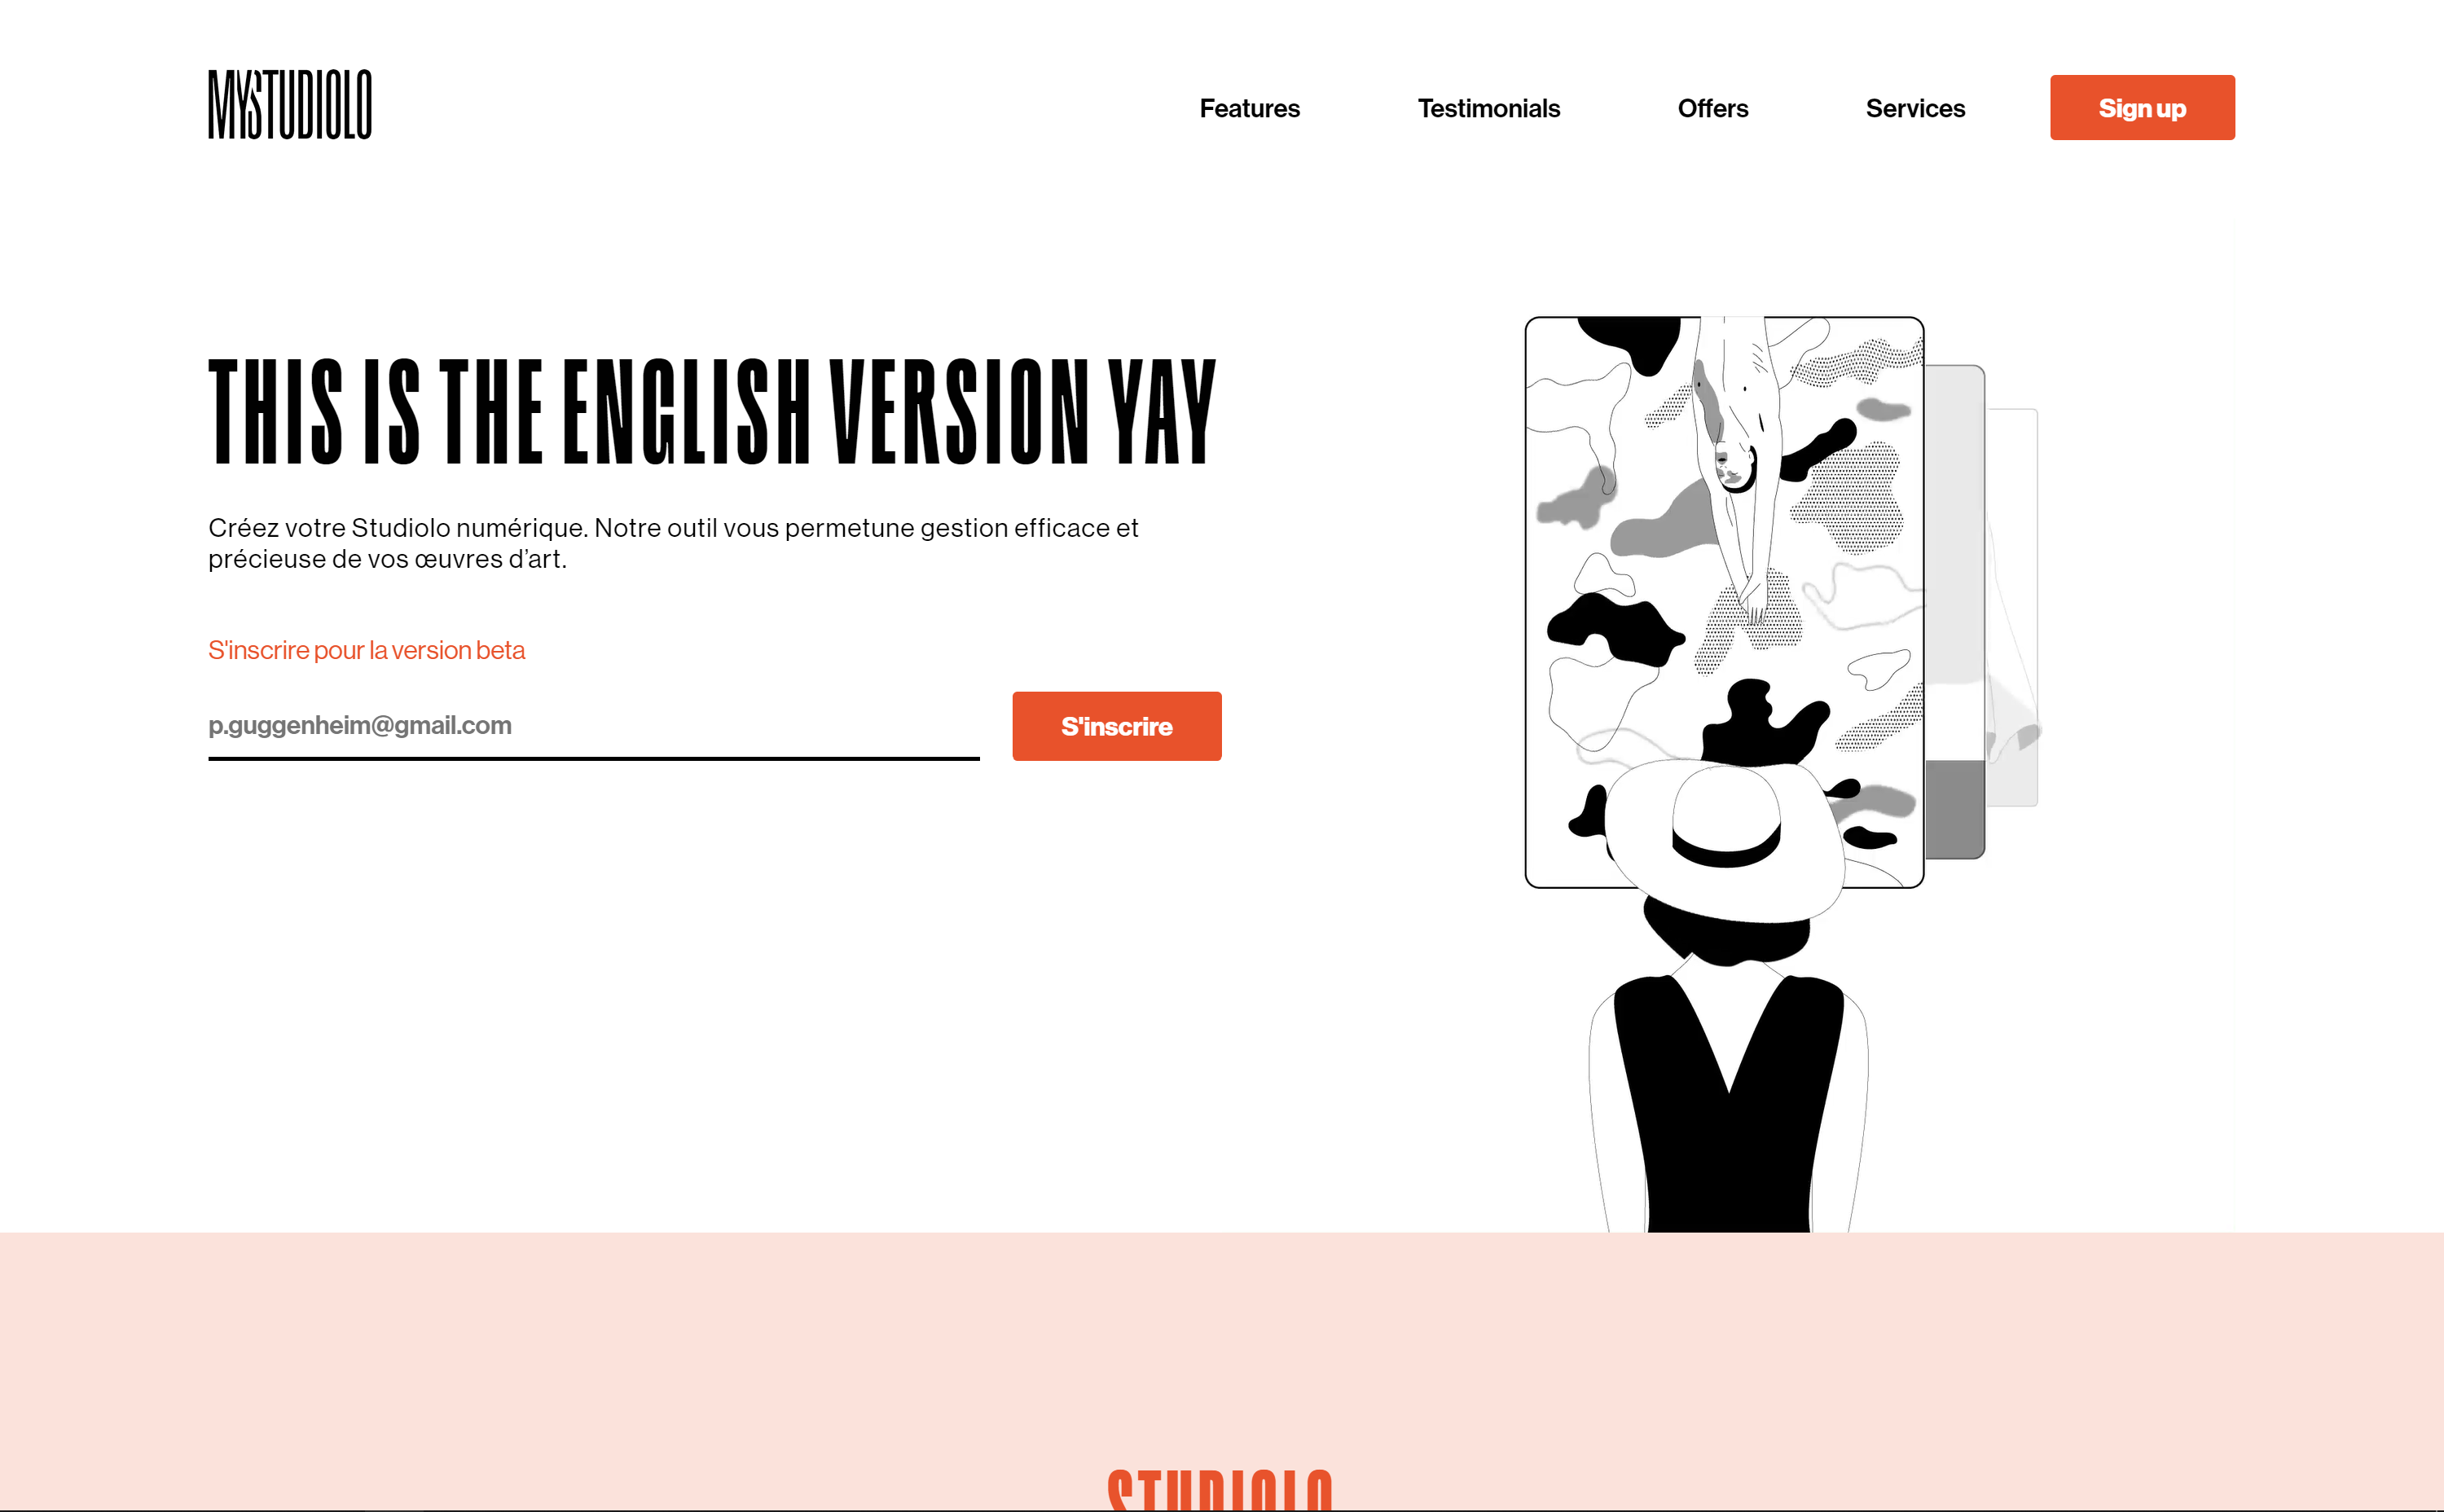 MYSTUDIOLO
Features Testimonials Offers Services Sign up
THIS IS THE ENGLISH VERSION YAY
Créez votre Studiolo numérique. Notre outil vous permetune gestion efficace et
précieuse de vos œuvres d’art.
S'inscrire pour la version beta
p.guggenheim@gmail.com
S'inscrire
STUDIOLO